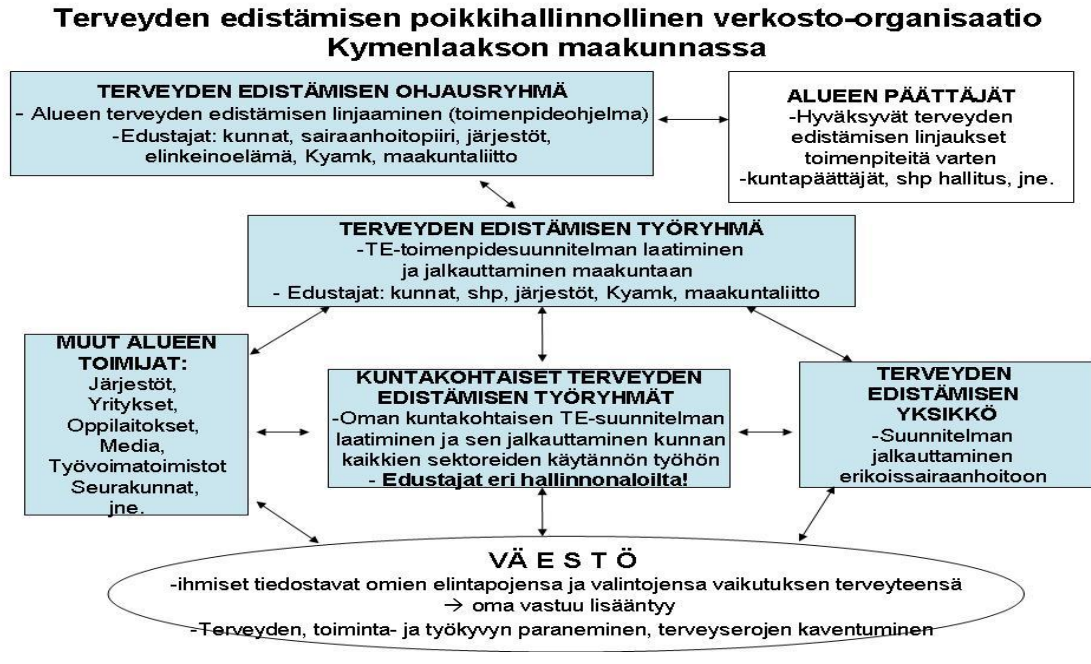 Terveyden edistämisen poikkihallinnollinen verkosto-organisaatio
Kymenlaakson maakunnassa
TERVEYDEN EDISTÄMISEN OHJAUSRYHMÄ
- Alueen terveyden edistämisen linjaaminen (toimenpideohjelma)
-Edustajat: kunnat, sairaanhoitopiiri, järjestöt,
elinkeinoelämä, Kyamk, maakuntaliitto
ALUEEN PÄÄTTÄJÄT
-Hyväksyvät terveyden
edistämisen linjaukset
toimenpiteitä varten
-kuntapäättäjät, shp hallitus, jne.
TERVEYDEN EDISTÄMISEN TYÖRYHMÄ
-TE-toimenpidesuunnitelman laatiminen
ja jalkauttaminen maakuntaan
- Edustajat: kunnat, shp, järjestöt, Kyamk, maakuntaliitto
MUUT ALUEEN
TOIMIJAT:
Järjestöt,
Yritykset,
Oppilaitokset,
Media,
Työvoimatoimistot
Seurakunnat,
jne.
KUNTAKOHTAISET TERVEYDEN
EDISTÄMISEN TYÖRYHMÄT
-Oman kuntakohtaisen TE-suunnitelman
laatiminen ja sen jalkauttaminen kunnan
kaikkien sektoreiden käytännön työhön
- Edustajat eri hallinnonaloilta!
TERVEYDEN
EDISTÄMISEN
YKSIKKÖ
-Suunnitelman
jalkauttaminen
erikoissairaanhoitoon
VÄ E S T Ö
-ihmiset tiedostavat omien elintapojensa ja valintojensa vaikutuksen terveyteensä
→ oma vastuu lisääntyy
-Terveyden, toiminta- ja työkyvyn paraneminen, terveyserojen kaventuminen